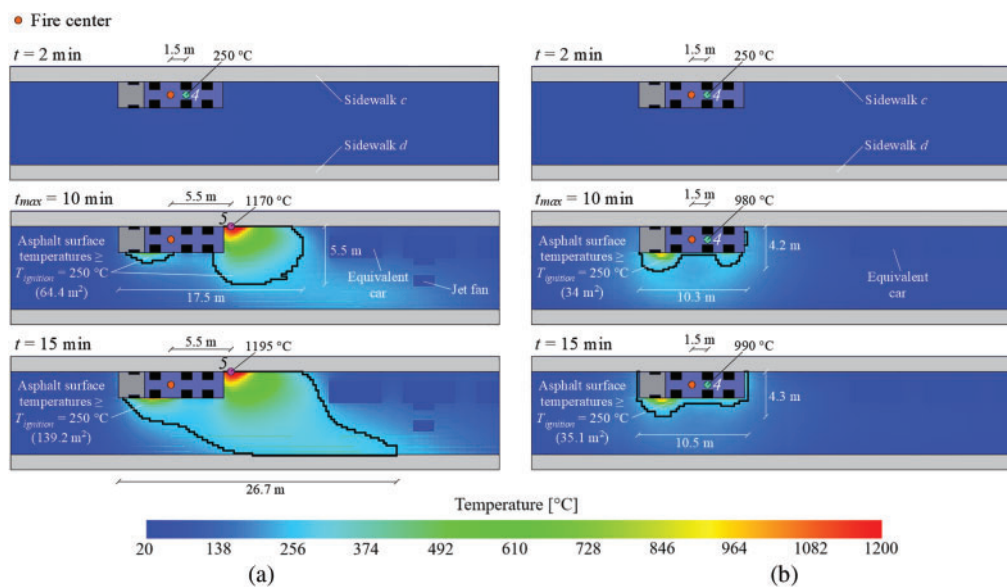 Fire center
t = 2 min
1.5 m
250 °C
4
Sidewalk c
Sidewalk d
tmax = 10 min
5.5 m
1170 °C
5
Asphalt surface
temperatures ≥
Tignition = 250 °C
(64.4 m²)
5.5 m
17.5 m
Equivalent
car
Jet fan
t = 15 min
5.5 m
1195 °C
5
Asphalt surface
temperatures ≥
Tignition = 250 °C
(139.2 m²)
26.7 m
t = 2 min
1.5 m
250 °C
4
Sidewalk c
Sidewalk d
tmax = 10 min
1.5 m
980 °C
4
Asphalt surface
temperatures ≥
Tignition = 250 °C
(34 m²)
4.2 m
10.3 m
Equivalent
car
t = 15 min
1.5 m
990 °C
4
Asphalt surface
temperatures ≥
Tignition = 250 °C
(35.1 m²)
4.3 m
10.5 m
Temperature [°C]
20 138 256 374 492 610 728 846 964 1082 1200
(a) (b)